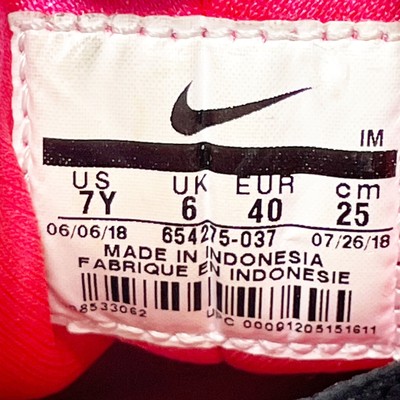 IM
US UK EUR cm
7Y 6 40 25
06/06/18 654275-037 07/26/18
MADE IN INDONESIA
FABRIQUE EN INDONESIE
8533062 UPC 00091205151611